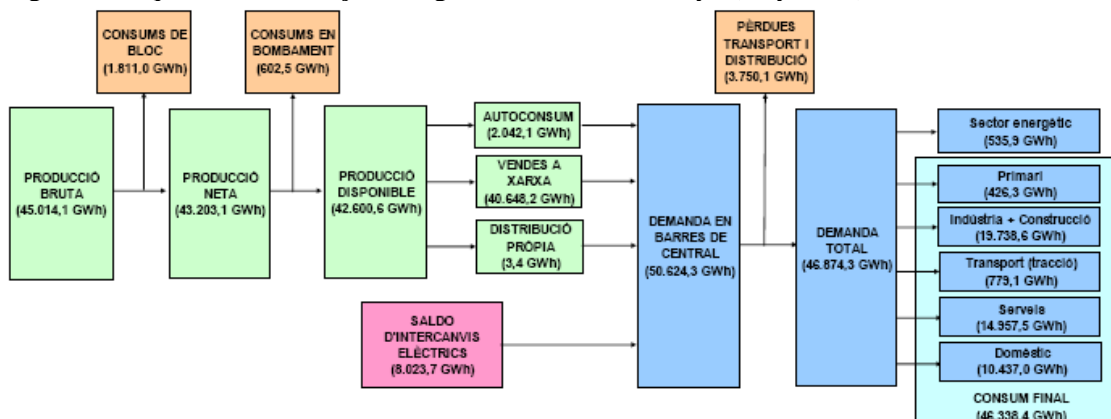 CONSUMS DE
BLOC
(1.811,0 GWh)
CONSUMS EN
BOMBAMENT
(602,5 GWh)
PÈRDUES
TRANSPORT I
DISTRIBUCIÓ
(3.750,1 GWh)
PRODUCCIÓ
BRUTA
(45.014,1 GWh)
PRODUCCIÓ
NETA
(43.203,1 GWh)
PRODUCCIÓ
DISPONIBLE
(42.600,6 GWh)
AUTOCONSUM
(2.042,1 GWh)
VENDES A
XARXA
(40.648,2 GWh)
DISTRIBUCIÓ
PRÒPIA
(3,4 GWh)
SALDO
D'INTERCANVIS
ELÈCTRICS
(8.023,7 GWh)
DEMANDA EN
BARRES DE
CENTRAL
(50.624,3 GWh)
DEMANDA
TOTAL
(46.874,3 GWh)
Sector energètic
(535,9 GWh)
Primari
(426,3 GWh)
Indústria + Construcció
(19.738,6 GWh)
Transport (tracció)
(779,1 GWh)
Serveis
(14.957,5 GWh)
Domèstic
(10.437,0 GWh)
CONSUM FINAL
(46.338,4 GWh)